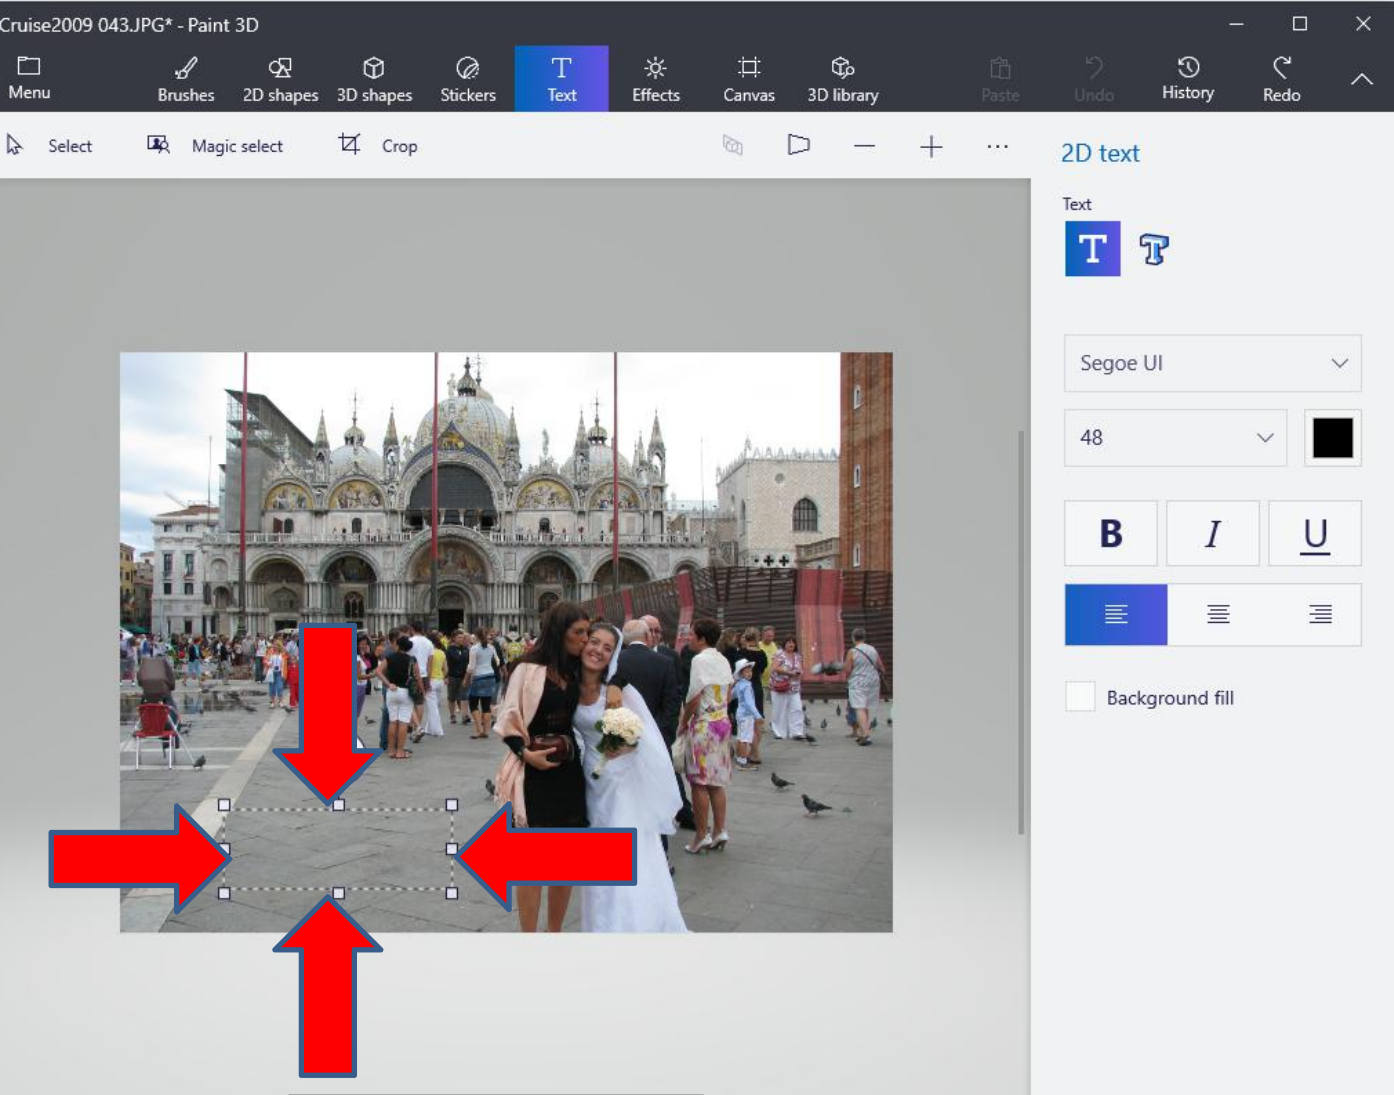 Cruise2009 043.JPG* - Paint 3D
Menu Brushes 2D shapes 3D shapes Stickers Text Effects Canvas 3D library Paste Undo History Redo
Select Magic select Crop
2D text
Text
T T
Segoe UI
48
B I U
Background fill